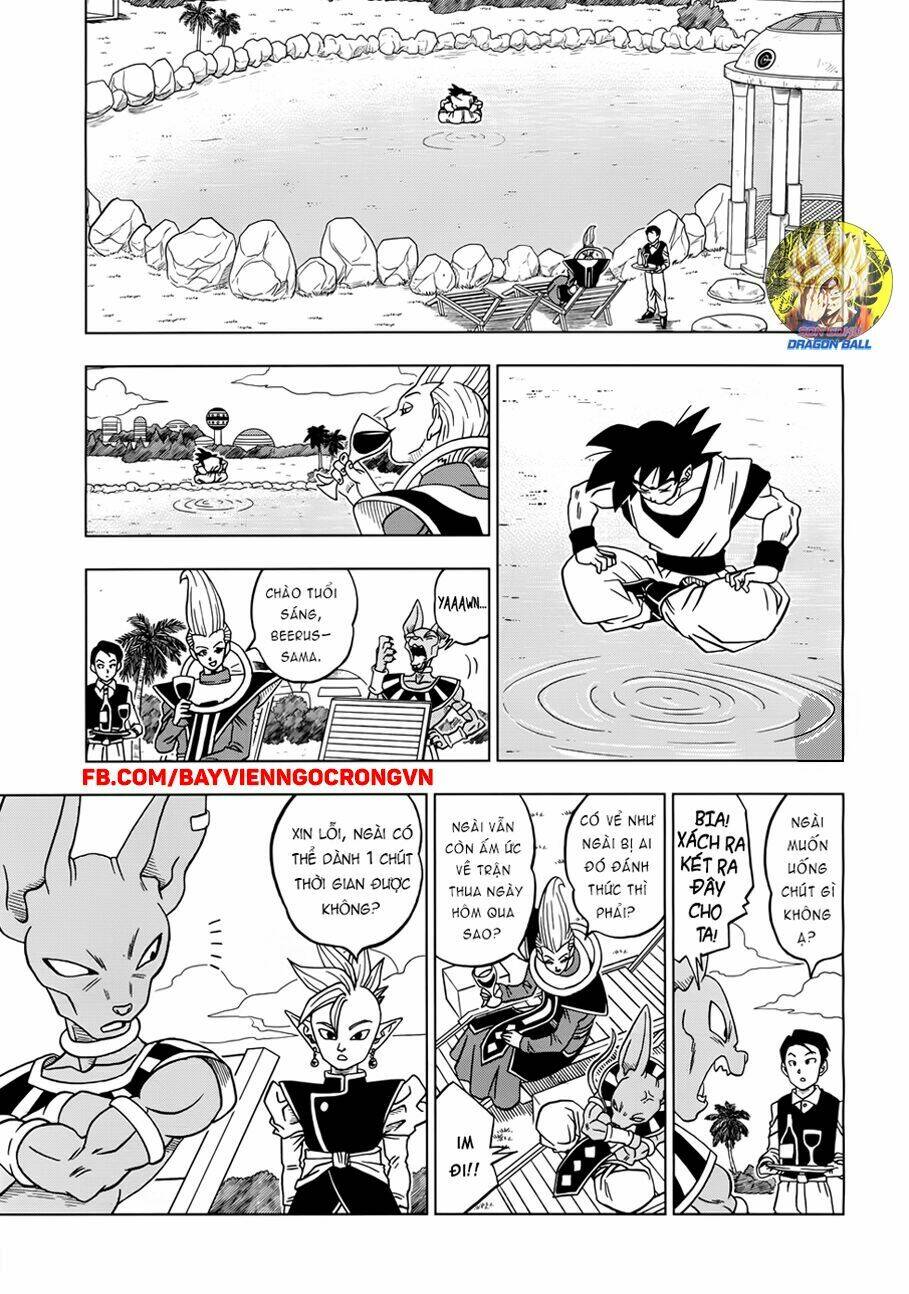 SON GOKU
DRAGON BALL
YAAAWN...
CHÀO TUỔI
SÁNG,
BEERUS-
SAMA.
FB.COM/BAYVIENNGOCRONGVN
NGÀI
MUỐN
UỐNG
CHÚT GÌ
KHÔNG
Ạ?
BIA!
XÁCH RA
KÉT RA
ĐÂY
CHO
TA!
CÓ VẺ NHƯ
NGÀI BỊ AI
ĐÓ ĐÁNH
THỨC THÌ
PHẢI?
NGÀI VẪN
CÒN ẤM ỨC
VỀ TRẬN
THUA NGÀY
HÔM QUA
SAO?
IM
ĐI!!
XIN LỖI, NGÀI CÓ
THỂ DÀNH 1 CHÚT
THỜI GIAN ĐƯỢC
KHÔNG?